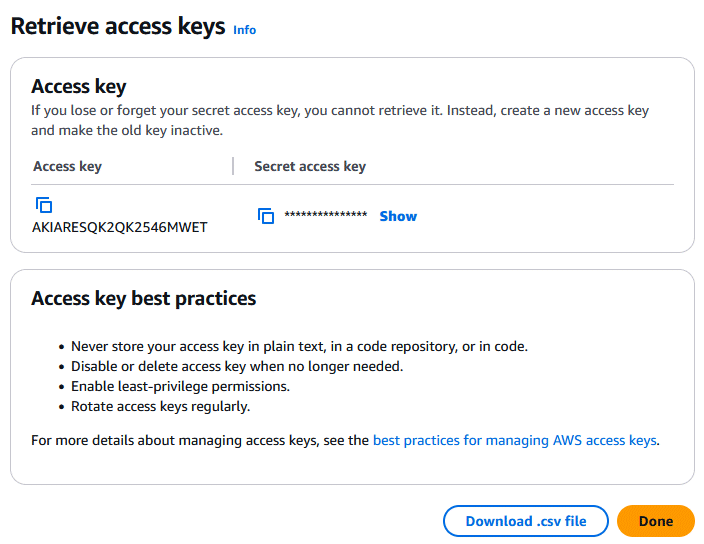 Retrieve access keys Info
Access key
If you lose or forget your secret access key, you cannot retrieve it. Instead, create a new access key
and make the old key inactive.
Access key Secret access key
AKIARESQK2QK2546MWET
*************** Show
Access key best practices
• Never store your access key in plain text, in a code repository, or in code.
• Disable or delete access key when no longer needed.
• Enable least-privilege permissions.
• Rotate access keys regularly.
For more details about managing access keys, see the best practices for managing AWS access keys.
Download .csv file Done